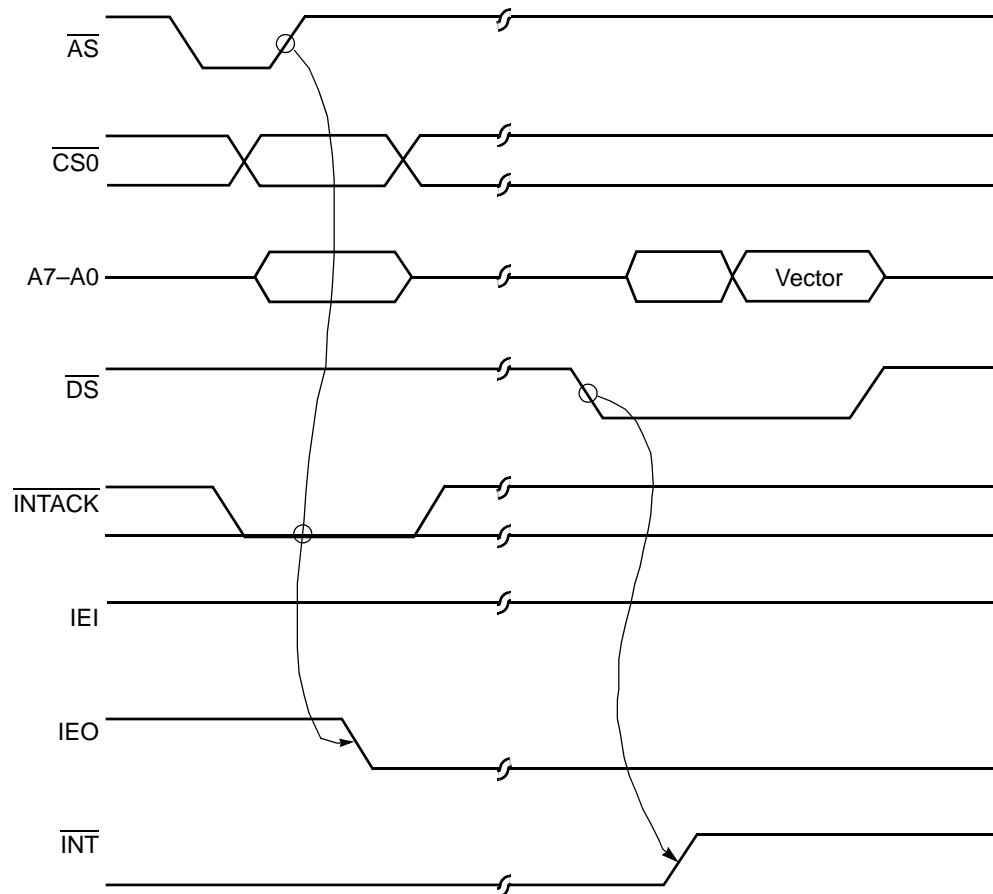 AS
CS0
A7–A0
Vector
DS
INTACK
IEI
IEO
INT